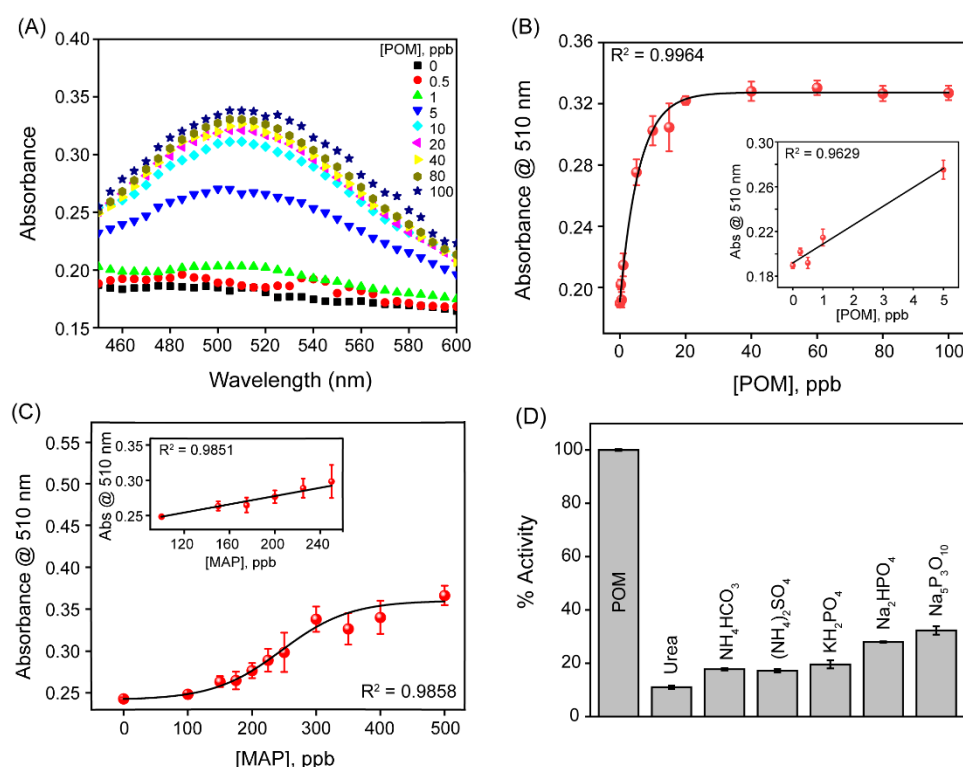 (A)
[POM], ppb
0
0.5
1
5
10
20
40
80
100
0.40
0.35
0.30
0.25
0.20
0.15
Absorbance
460 480 500 520 540 560 580 600
Wavelength (nm)
(B)
R² = 0.9964
0.36
0.32
0.28
0.24
0.20
Absorbance @ 510 nm
0 20 40 60 80 100
[POM], ppb
R² = 0.9629
0.30
0.26
0.22
0.18
Abs @ 510 nm
0 1 2 3 4 5
[POM], ppb
(C)
0.55
0.50
0.45
0.40
0.35
0.30
0.25
Absorbance @ 510 nm
R² = 0.9851
0.35
0.30
0.25
Abs @ 510 nm
120 160 200 240
[MAP], ppb
R² = 0.9858
0 100 200 300 400 500
[MAP], ppb
(D)
100
80
60
40
20
0
% Activity
POM
Urea
NH₄HCO₃
(NH₄)₂SO₄
KH₂PO₄
Na₂HPO₄
Na₅P₃O₁₀